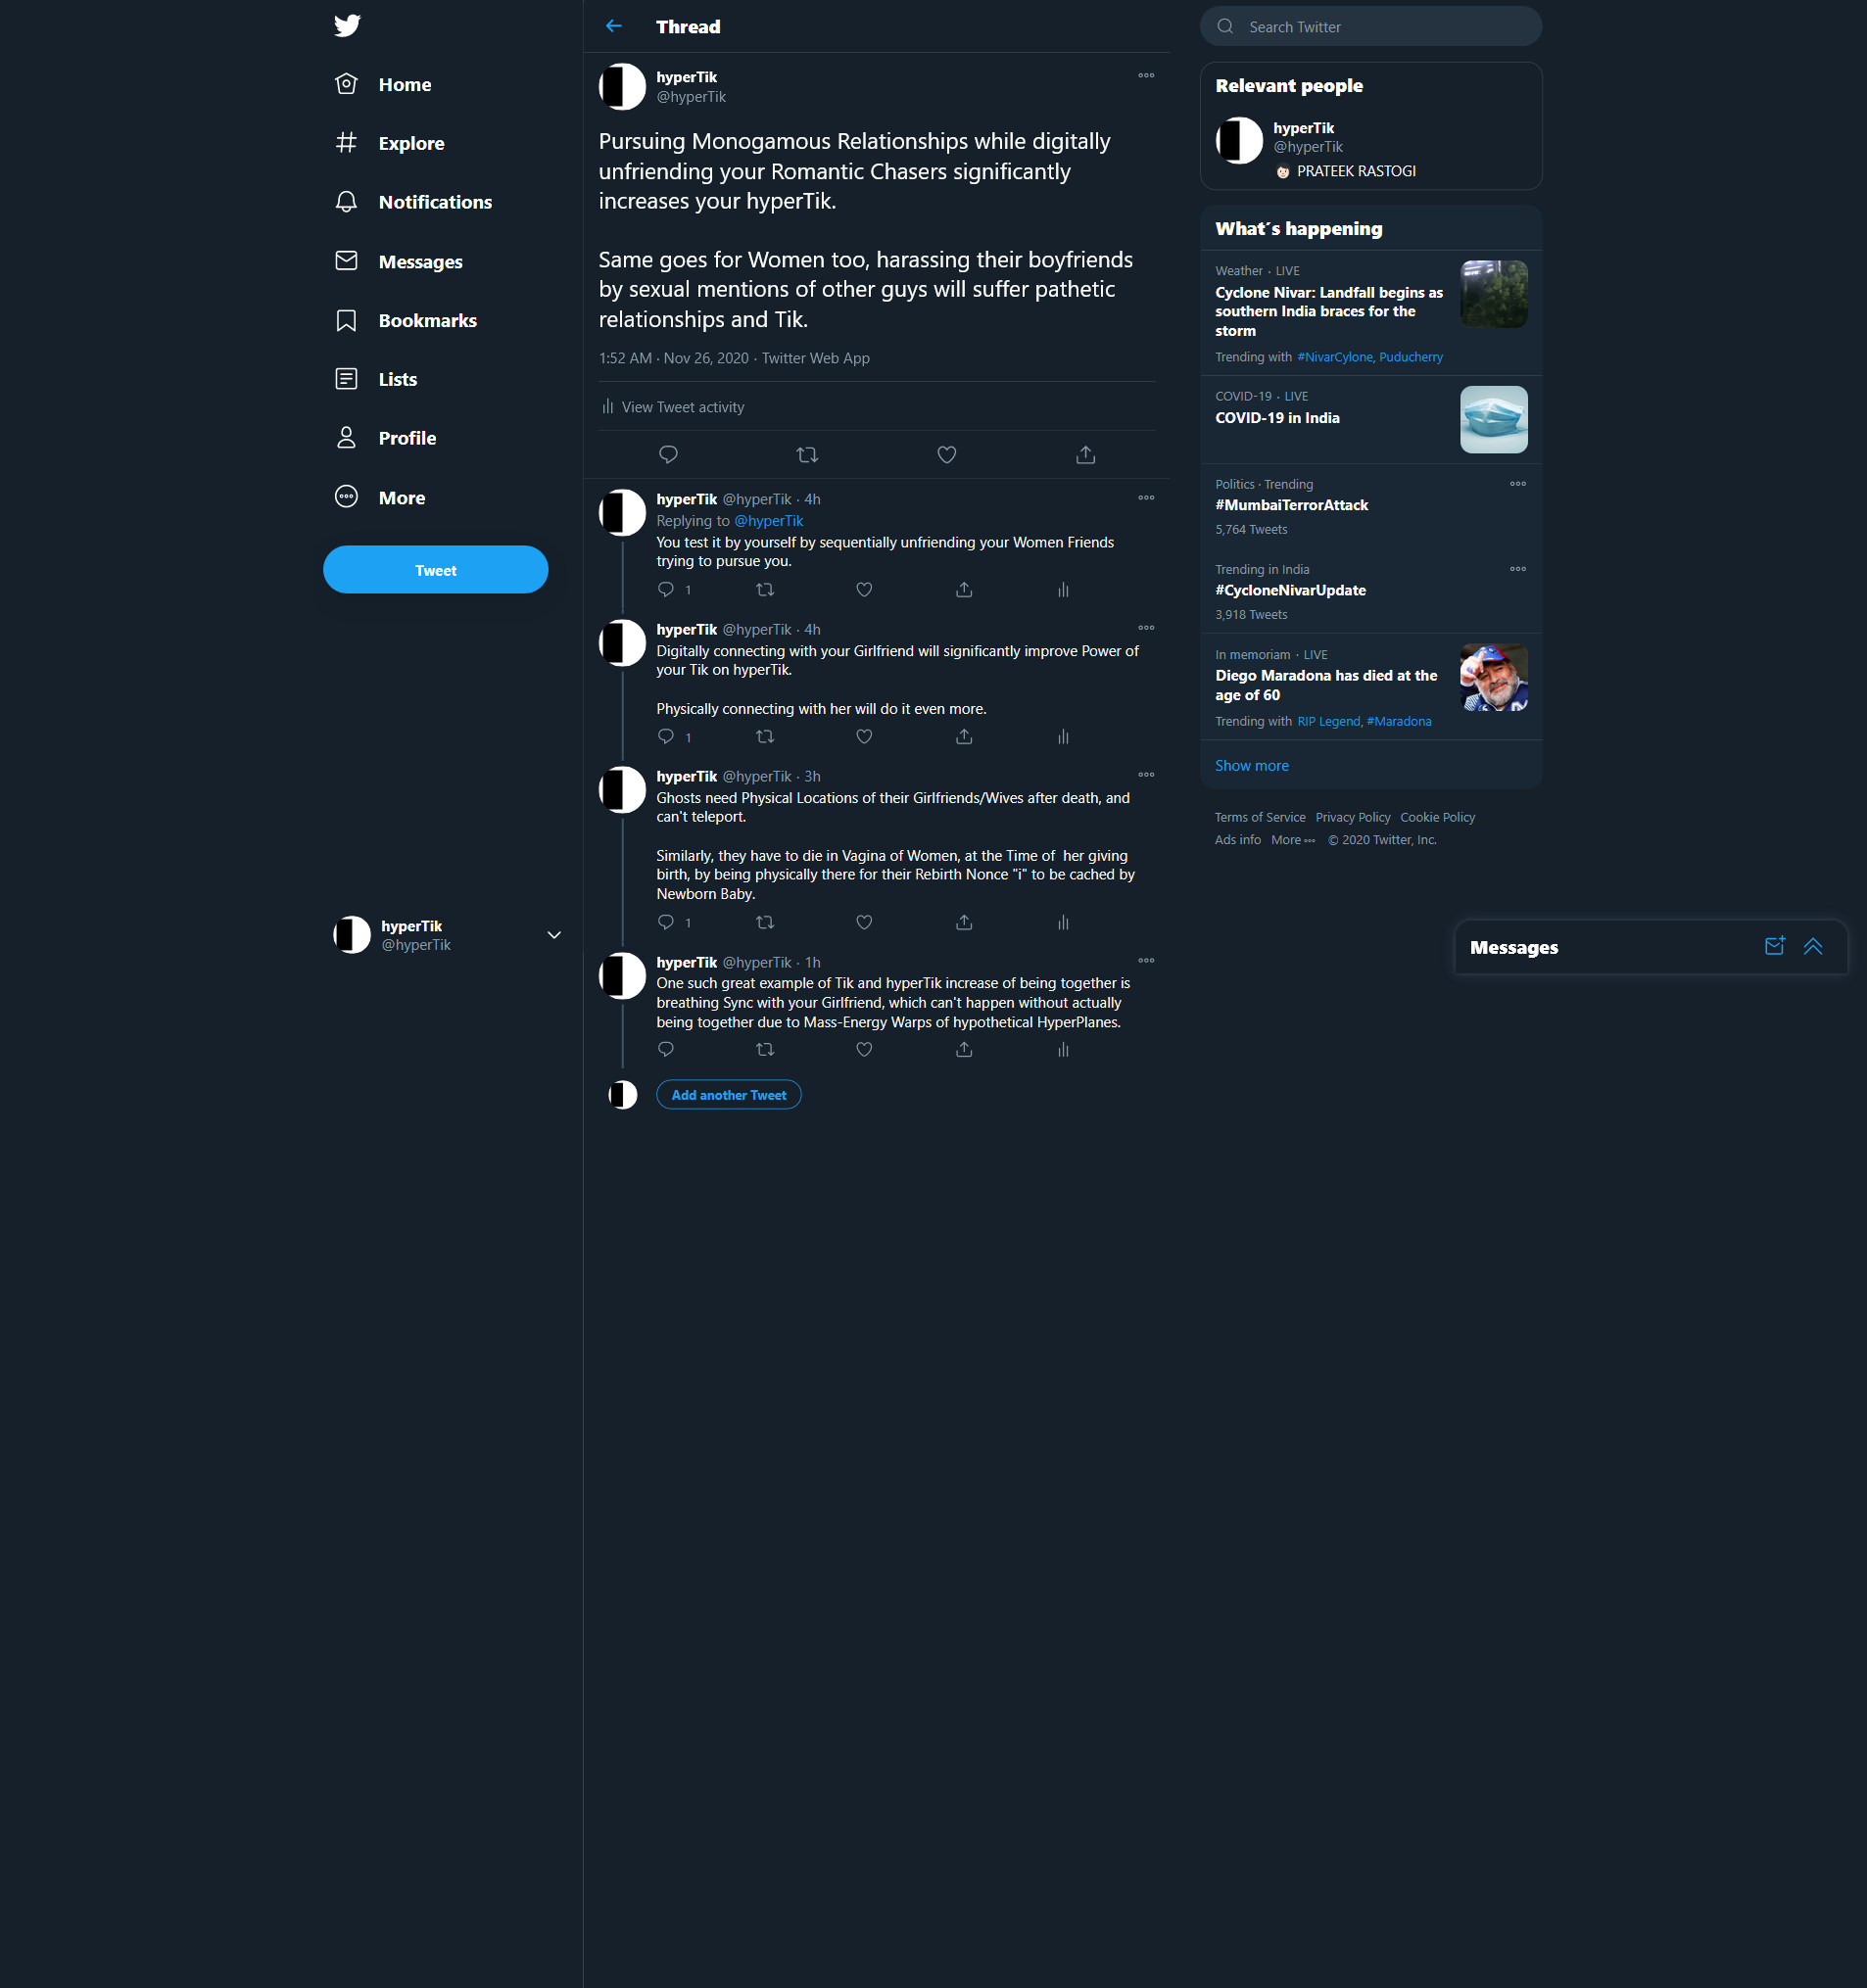 Home
Explore
Notifications
Messages
Bookmarks
Lists
Profile
More
Tweet
hyperTik
@hyperTik
Thread
hyperTik
@hyperTik
Pursuing Monogamous Relationships while digitally
unfriending your Romantic Chasers significantly
increases your hyperTik.
Same goes for Women too, harassing their boyfriends
by sexual mentions of other guys will suffer pathetic
relationships and Tik.
1:52 AM · Nov 26, 2020 · Twitter Web App
View Tweet activity
hyperTik @hyperTik · 4h
Replying to @hyperTik
You test it by yourself by sequentially unfriending your Women Friends
trying to pursue you.
1
hyperTik @hyperTik · 4h
Digitally connecting with your Girlfriend will significantly improve Power of
your Tik on hyperTik.
Physically connecting with her will do it even more.
1
hyperTik @hyperTik · 3h
Ghosts need Physical Locations of their Girlfriends/Wives after death, and
can't teleport.
Similarly, they have to die in Vagina of Women, at the Time of  her giving
birth, by being physically there for their Rebirth Nonce "i" to be cached by
Newborn Baby.
1
hyperTik @hyperTik · 1h
One such great example of Tik and hyperTik increase of being together is
breathing Sync with your Girlfriend, which can't happen without actually
being together due to Mass-Energy Warps of hypothetical HyperPlanes.
Add another Tweet
Search Twitter
Relevant people
hyperTik
@hyperTik
PRATEEK RASTOGI
What´s happening
Weather · LIVE
Cyclone Nivar: Landfall begins as
southern India braces for the
storm
Trending with #NivarCylone, Puducherry
COVID-19 · LIVE
COVID-19 in India
Politics · Trending
#MumbaiTerrorAttack
5,764 Tweets
Trending in India
#CycloneNivarUpdate
3,918 Tweets
In memoriam · LIVE
Diego Maradona has died at the
age of 60
Trending with RIP Legend, #Maradona
Show more
Terms of Service Privacy Policy Cookie Policy
Ads info More © 2020 Twitter, Inc.
Messages